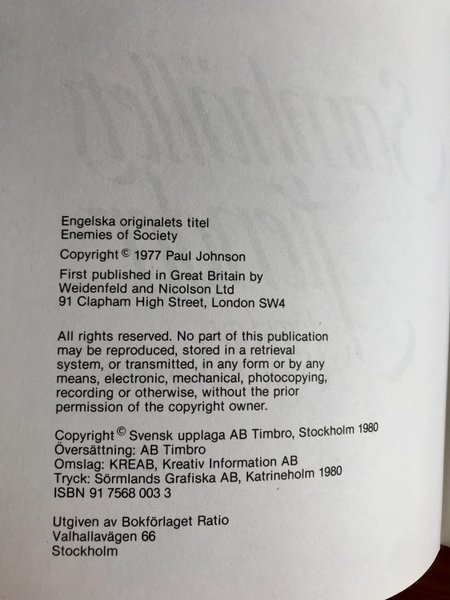 Engelska originalets titel
Enemies of Society
Copyright © 1977 Paul Johnson
First published in Great Britain by
Weidenfeld and Nicolson Ltd
91 Clapham High Street, London SW4
All rights reserved. No part of this publication
may be reproduced, stored in a retrieval
system, or transmitted, in any form or by any
means, electronic, mechanical, photocopying,
recording or otherwise, without the prior
permission of the copyright owner.
Copyright © Svensk upplaga AB Timbro, Stockholm 1980
Översättning: AB Timbro
Omslag: KREAB, Kreativ Information AB
Tryck: Sörmlands Grafiska AB, Katrineholm 1980
ISBN 91 7568 003 3
Utgiven av Bokförlaget Ratio
Valhallavägen 66
Stockholm